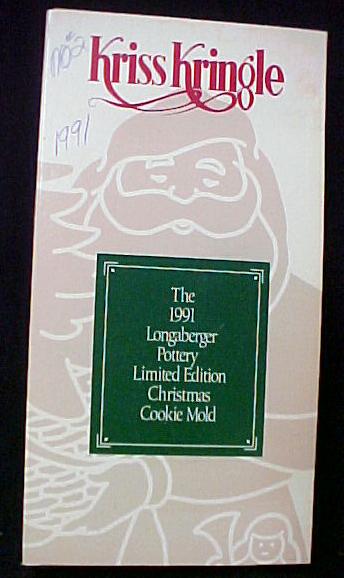 Kriss Kringle
1991
The
1991
Longaberger
Pottery
Limited Edition
Christmas
Cookie Mold